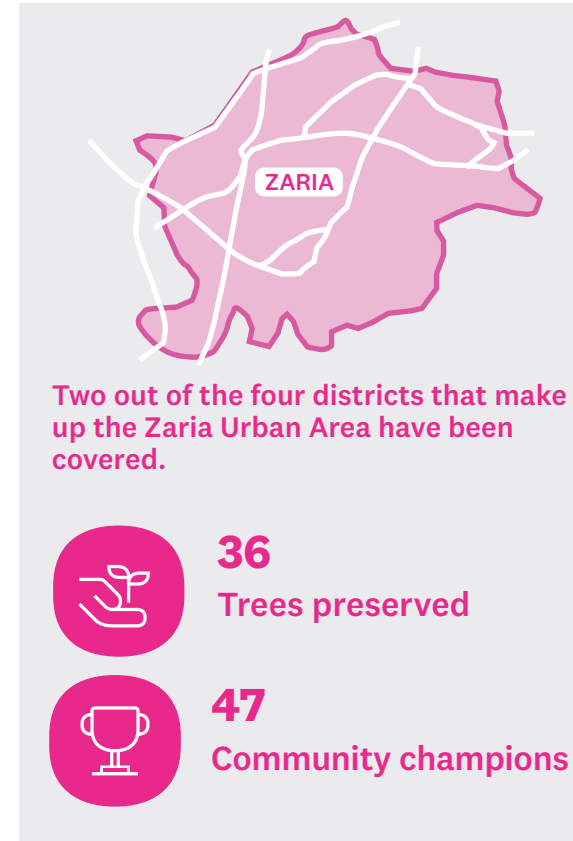 ZARIA
Two out of the four districts that make
up the Zaria Urban Area have been
covered.
36
Trees preserved
47
Community champions